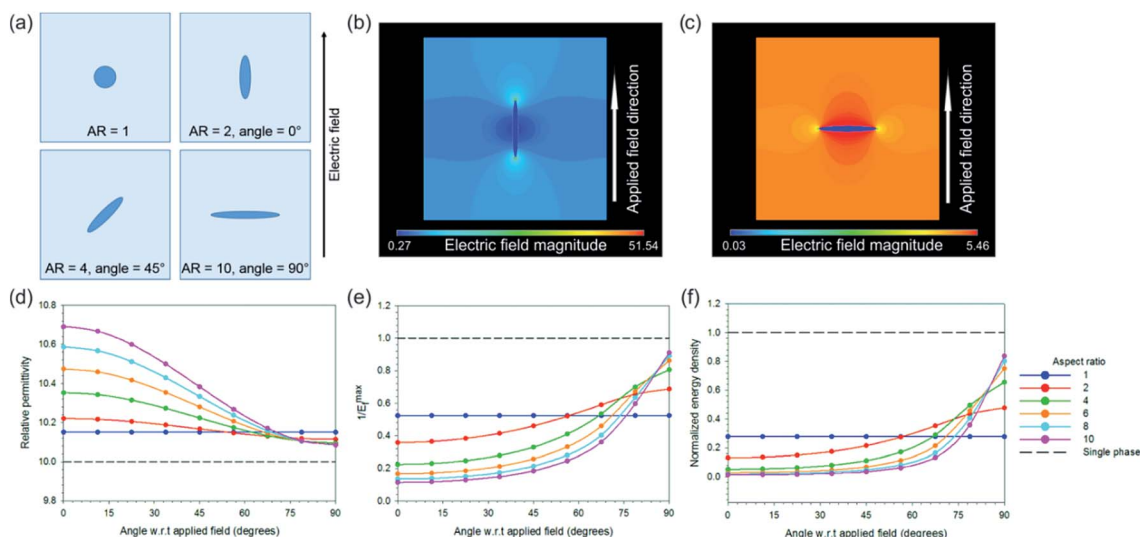 (a)
AR = 1
AR = 2, angle = 0°
AR = 4, angle = 45°
AR = 10, angle = 90°
Electric field
(b)
Applied field direction
0.27 Electric field magnitude 51.54
(c)
Applied field direction
0.03 Electric field magnitude 5.46
(d)
Relative permittivity
10.8
10.6
10.4
10.2
10.0
9.8
0 15 30 45 60 75 90
Angle w.r.t applied field (degrees)
(e)
1/E_f^max
1.2
1.0
0.8
0.6
0.4
0.2
0.0
0 15 30 45 60 75 90
Angle w.r.t applied field (degrees)
(f)
Normalized energy density
1.2
1.0
0.8
0.6
0.4
0.2
0.0
0 15 30 45 60 75 90
Angle w.r.t applied field (degrees)
Aspect ratio
1
2
4
6
8
10
Single phase